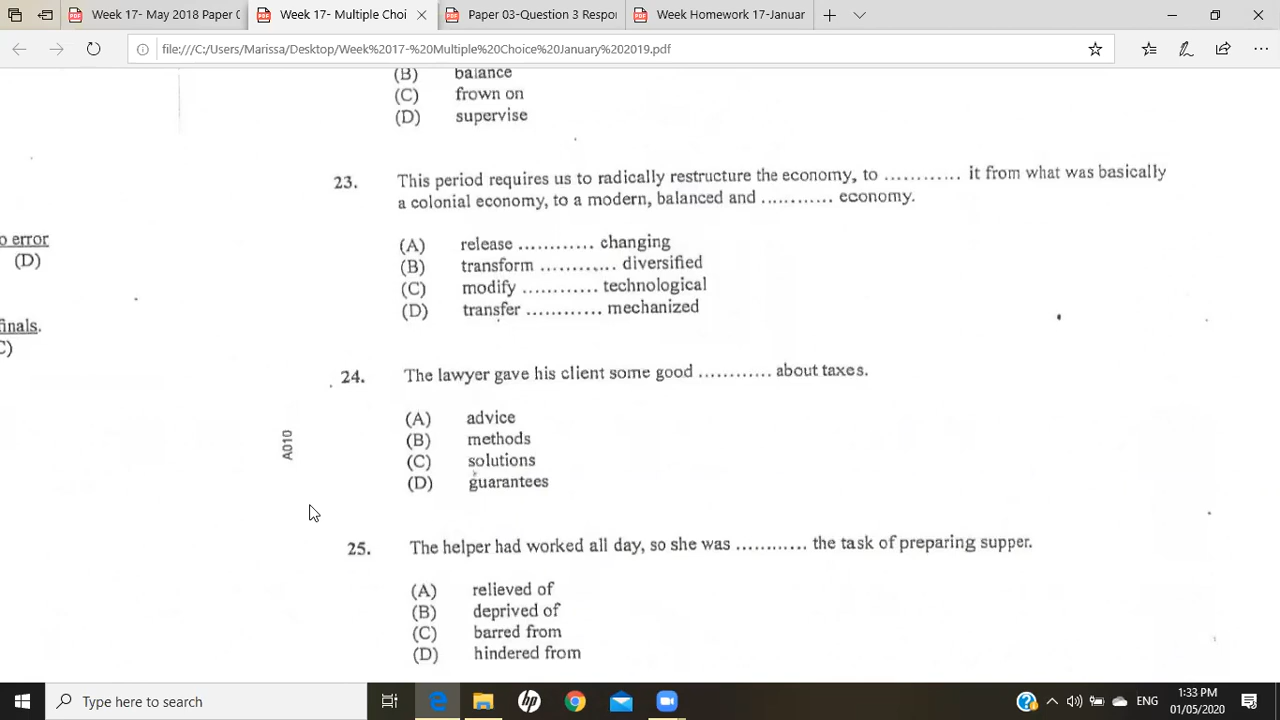 Week 17- May 2018 Paper (
Week 17- Multiple Choi
Paper 03-Question 3 Respo
Week Homework 17-Januar
file:///C:/Users/Marissa/Desktop/Week%2017-%20Multiple%20Choice%20January%202019.pdf
(B) balance
(C) frown on
(D) supervise
23. This period requires us to radically restructure the economy, to ………… it from what was basically
a colonial economy, to a modern, balanced and ………… economy.
o error
(D)
(A) release ………… changing
(B) transform ………… diversified
(C) modify ………… technological
(D) transfer ………… mechanized
finals.
C)
24. The lawyer gave his client some good ………… about taxes.
(A) advice
(B) methods
(C) solutions
(D) guarantees
A010
25. The helper had worked all day, so she was ………… the task of preparing supper.
(A) relieved of
(B) deprived of
(C) barred from
(D) hindered from
Type here to search
ENG
1:33 PM
01/05/2020